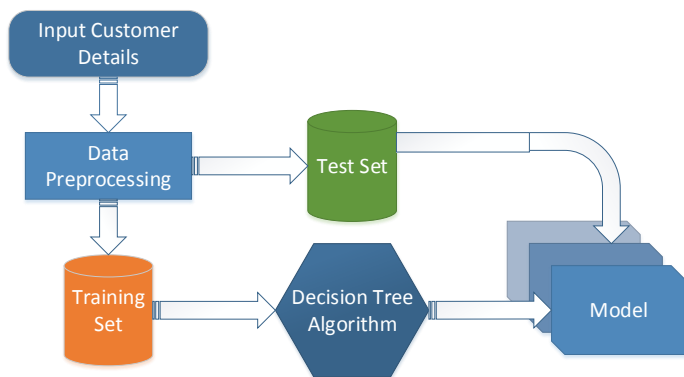 Input Customer
Details
Data
Preprocessing
Test Set
Training
Set
Decision Tree
Algorithm
Model